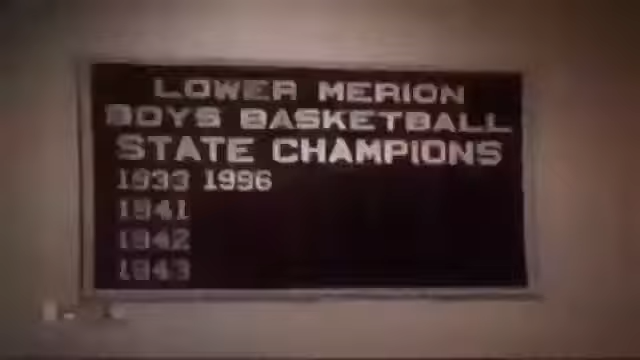 LOWER MERION
BOYS BASKETBALL
STATE CHAMPIONS
1933 1996
1941
1942
1943